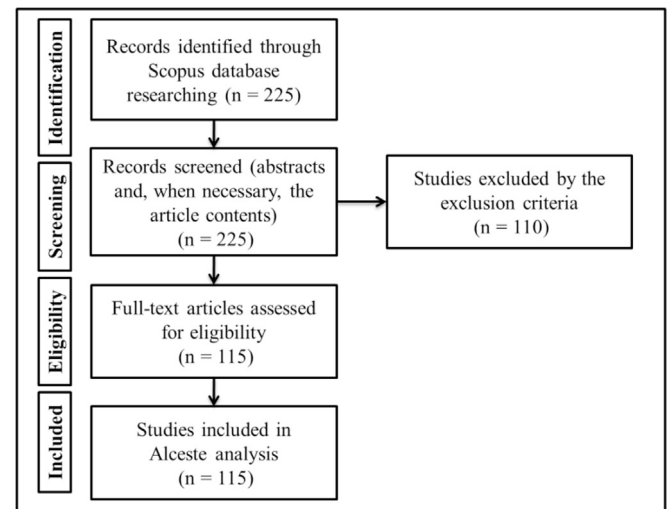 Identification
Records identified through
Scopus database
researching (n = 225)
Screening
Records screened (abstracts
and, when necessary, the
article contents)
(n = 225)
Studies excluded by the
exclusion criteria
(n = 110)
Eligibility
Full-text articles assessed
for eligibility
(n = 115)
Included
Studies included in
Alceste analysis
(n = 115)